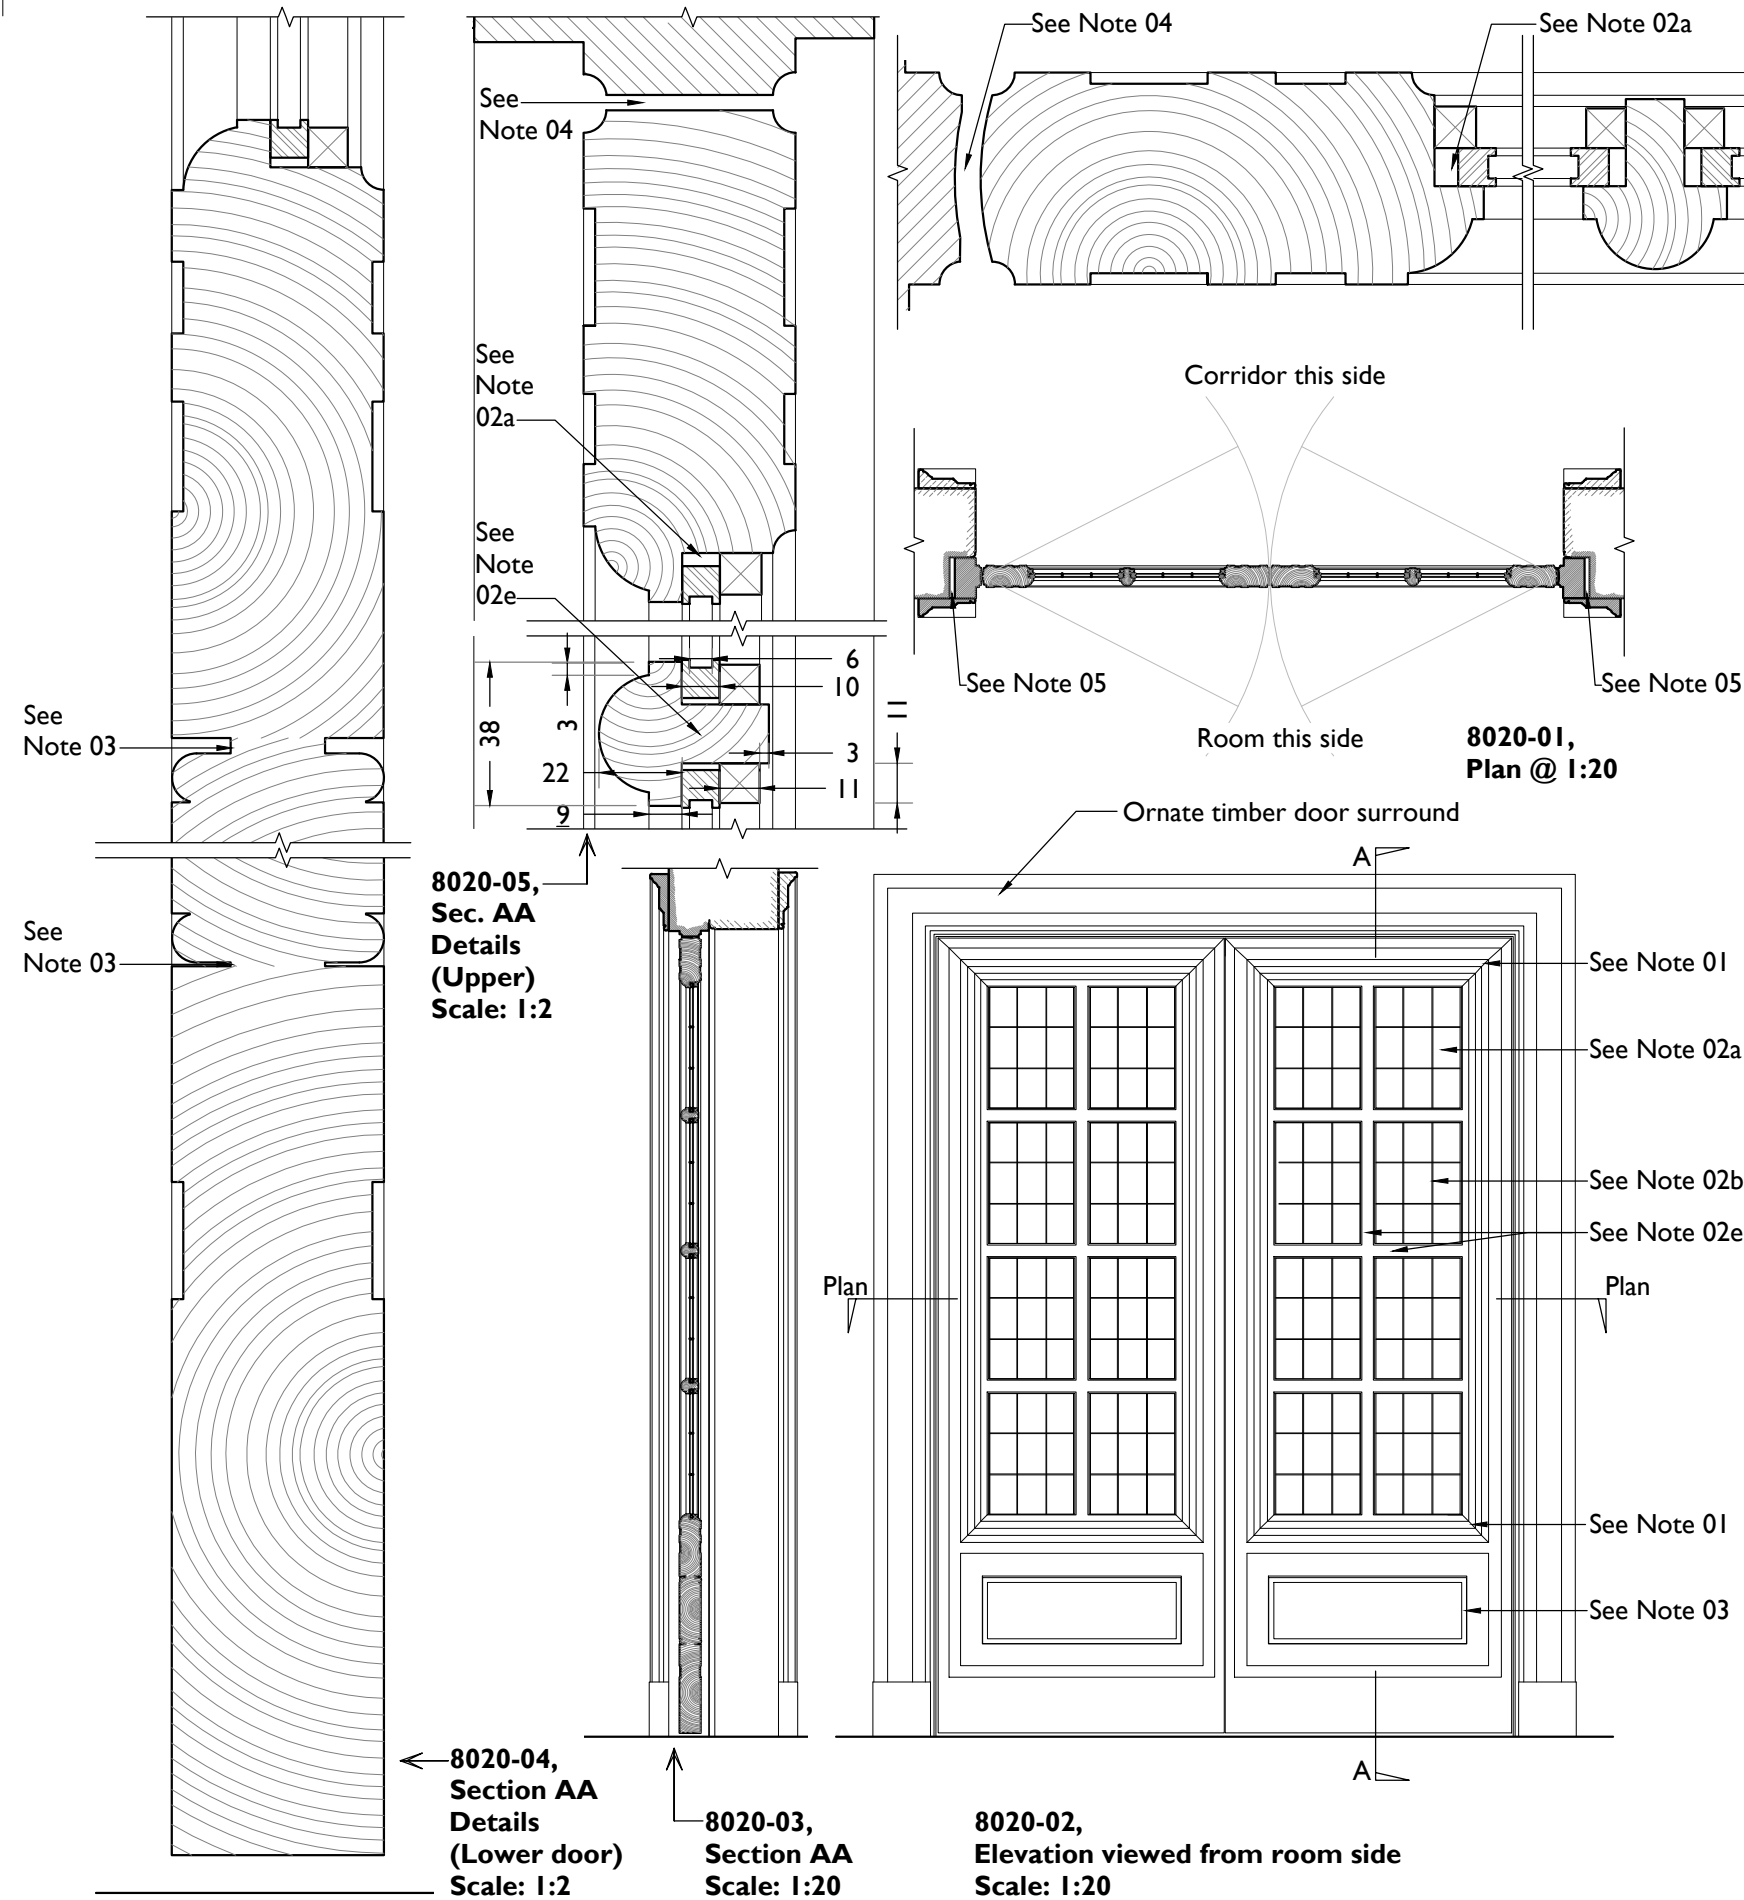 See Note 04
See Note 02a
See
Note 04
See
Note
02a
Corridor this side
See
Note
02e
6
10
3
38
3
11
22
11
9
See Note 05
See Note 05
See
Note 03
Room this side
8020-01,
Plan @ 1:20
Ornate timber door surround
A
8020-05,
Sec. AA
Details
(Upper)
Scale: 1:2
See
Note 03
See Note 01
See Note 02a
See Note 02b
See Note 02e
Plan
Plan
See Note 01
See Note 03
A
8020-04,
Section AA
Details
(Lower door)
Scale: 1:2
8020-03,
Section AA
Scale: 1:20
8020-02,
Elevation viewed from room side
Scale: 1:20